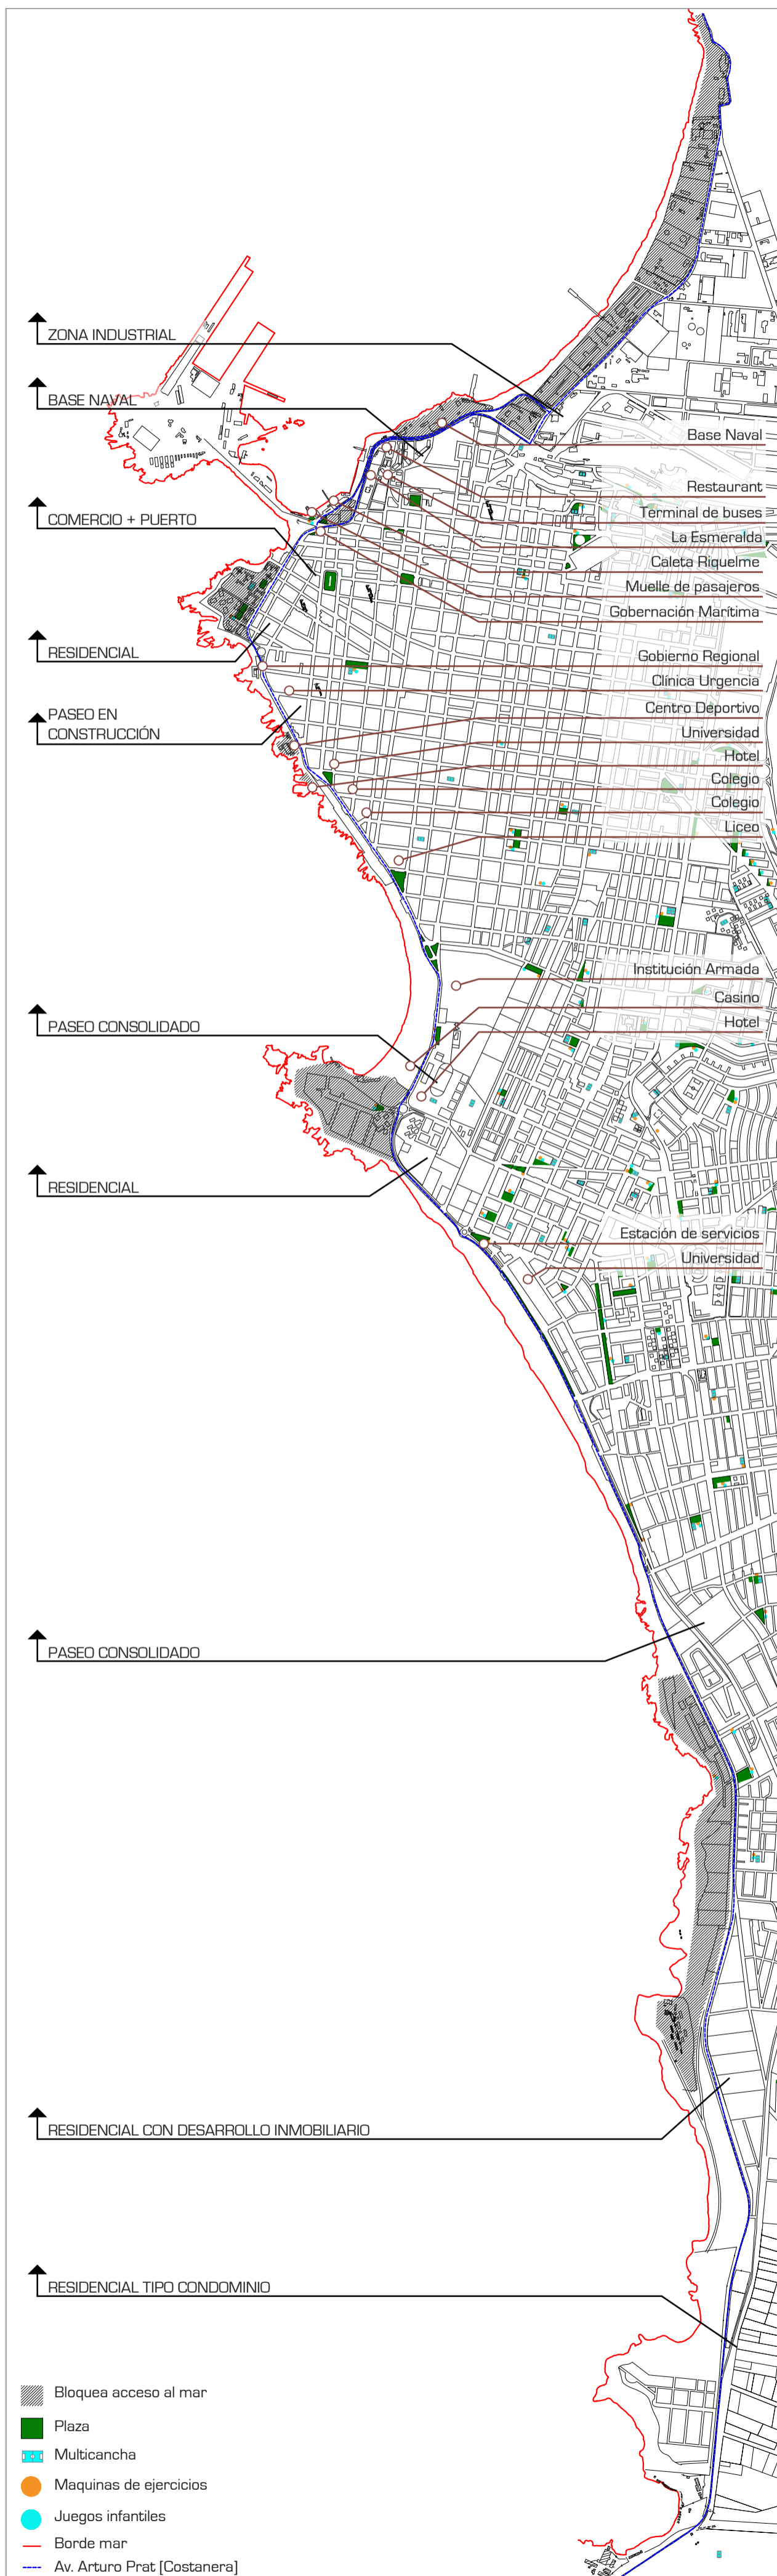 ZONA INDUSTRIAL
BASE NAVAL
Base Naval
Restaurant
Terminal de buses
COMERCIO + PUERTO
La Esmeralda
Caleta Riquelme
Muelle de pasajeros
Gobernación Marítima
RESIDENCIAL
Gobierno Regional
Clínica Urgencia
Centro Deportivo
PASEO EN
CONSTRUCCIÓN
Universidad
Hotel
Colegio
Colegio
Liceo
Institución Armada
Casino
Hotel
PASEO CONSOLIDADO
RESIDENCIAL
Estación de servicios
Universidad
PASEO CONSOLIDADO
RESIDENCIAL CON DESARROLLO INMOBILIARIO
RESIDENCIAL TIPO CONDOMINIO
Bloquea acceso al mar
Plaza
Multicancha
Maquinas de ejercicios
Juegos infantiles
Borde mar
Av. Arturo Prat [Costanera]